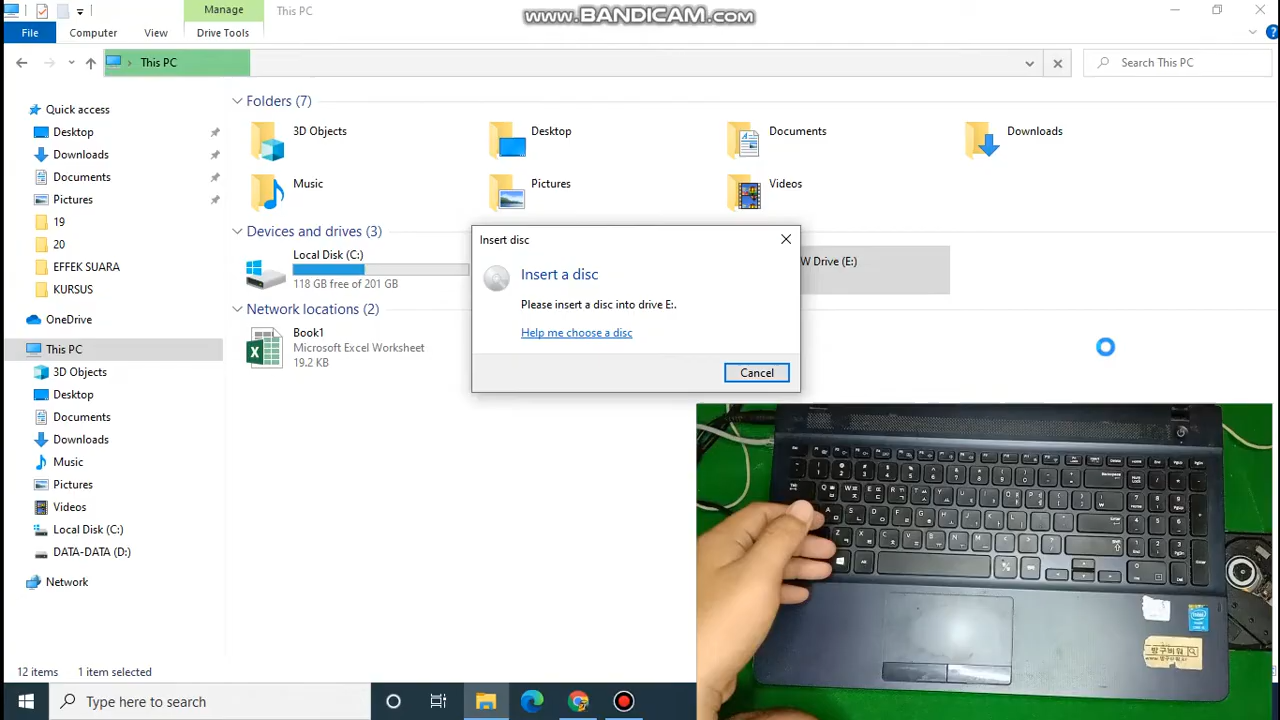 Manage
This PC
www.BANDICAM.com
File
Computer
View
Drive Tools
This PC
Search This PC
Quick access
Desktop
Downloads
Documents
Pictures
19
20
EFFEK SUARA
KURSUS
OneDrive
This PC
3D Objects
Desktop
Documents
Downloads
Music
Pictures
Videos
Local Disk (C:)
DATA-DATA (D:)
Network
Folders (7)
3D Objects
Desktop
Documents
Downloads
Music
Pictures
Videos
Devices and drives (3)
Local Disk (C:)
118 GB free of 201 GB
W Drive (E:)
Network locations (2)
Book1
Microsoft Excel Worksheet
19.2 KB
Insert disc
Insert a disc
Please insert a disc into drive E:.
Help me choose a disc
Cancel
12 items
1 item selected
Type here to search